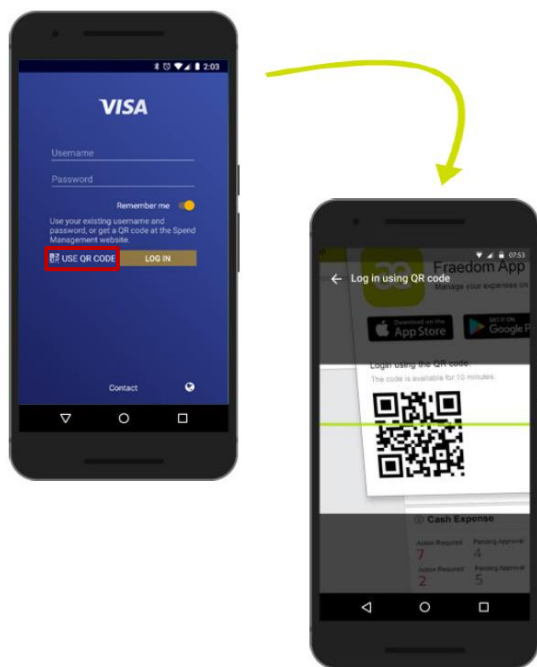 2:03
VISA
Username
Password
Remember me
Use your existing username and
password, or get a QR code at the Spend
Management website.
USE QR CODE
LOG IN
Contact
07:53
Fraedom App
Log in using QR code
Manage your expenses on
Download on the
App Store
GET IT ON
Google P
Login using the QR code.
The code is available for 10 minutes.
Cash Expense
Action Required Pending Approval
7 4
Action Required Pending Approval
2 5